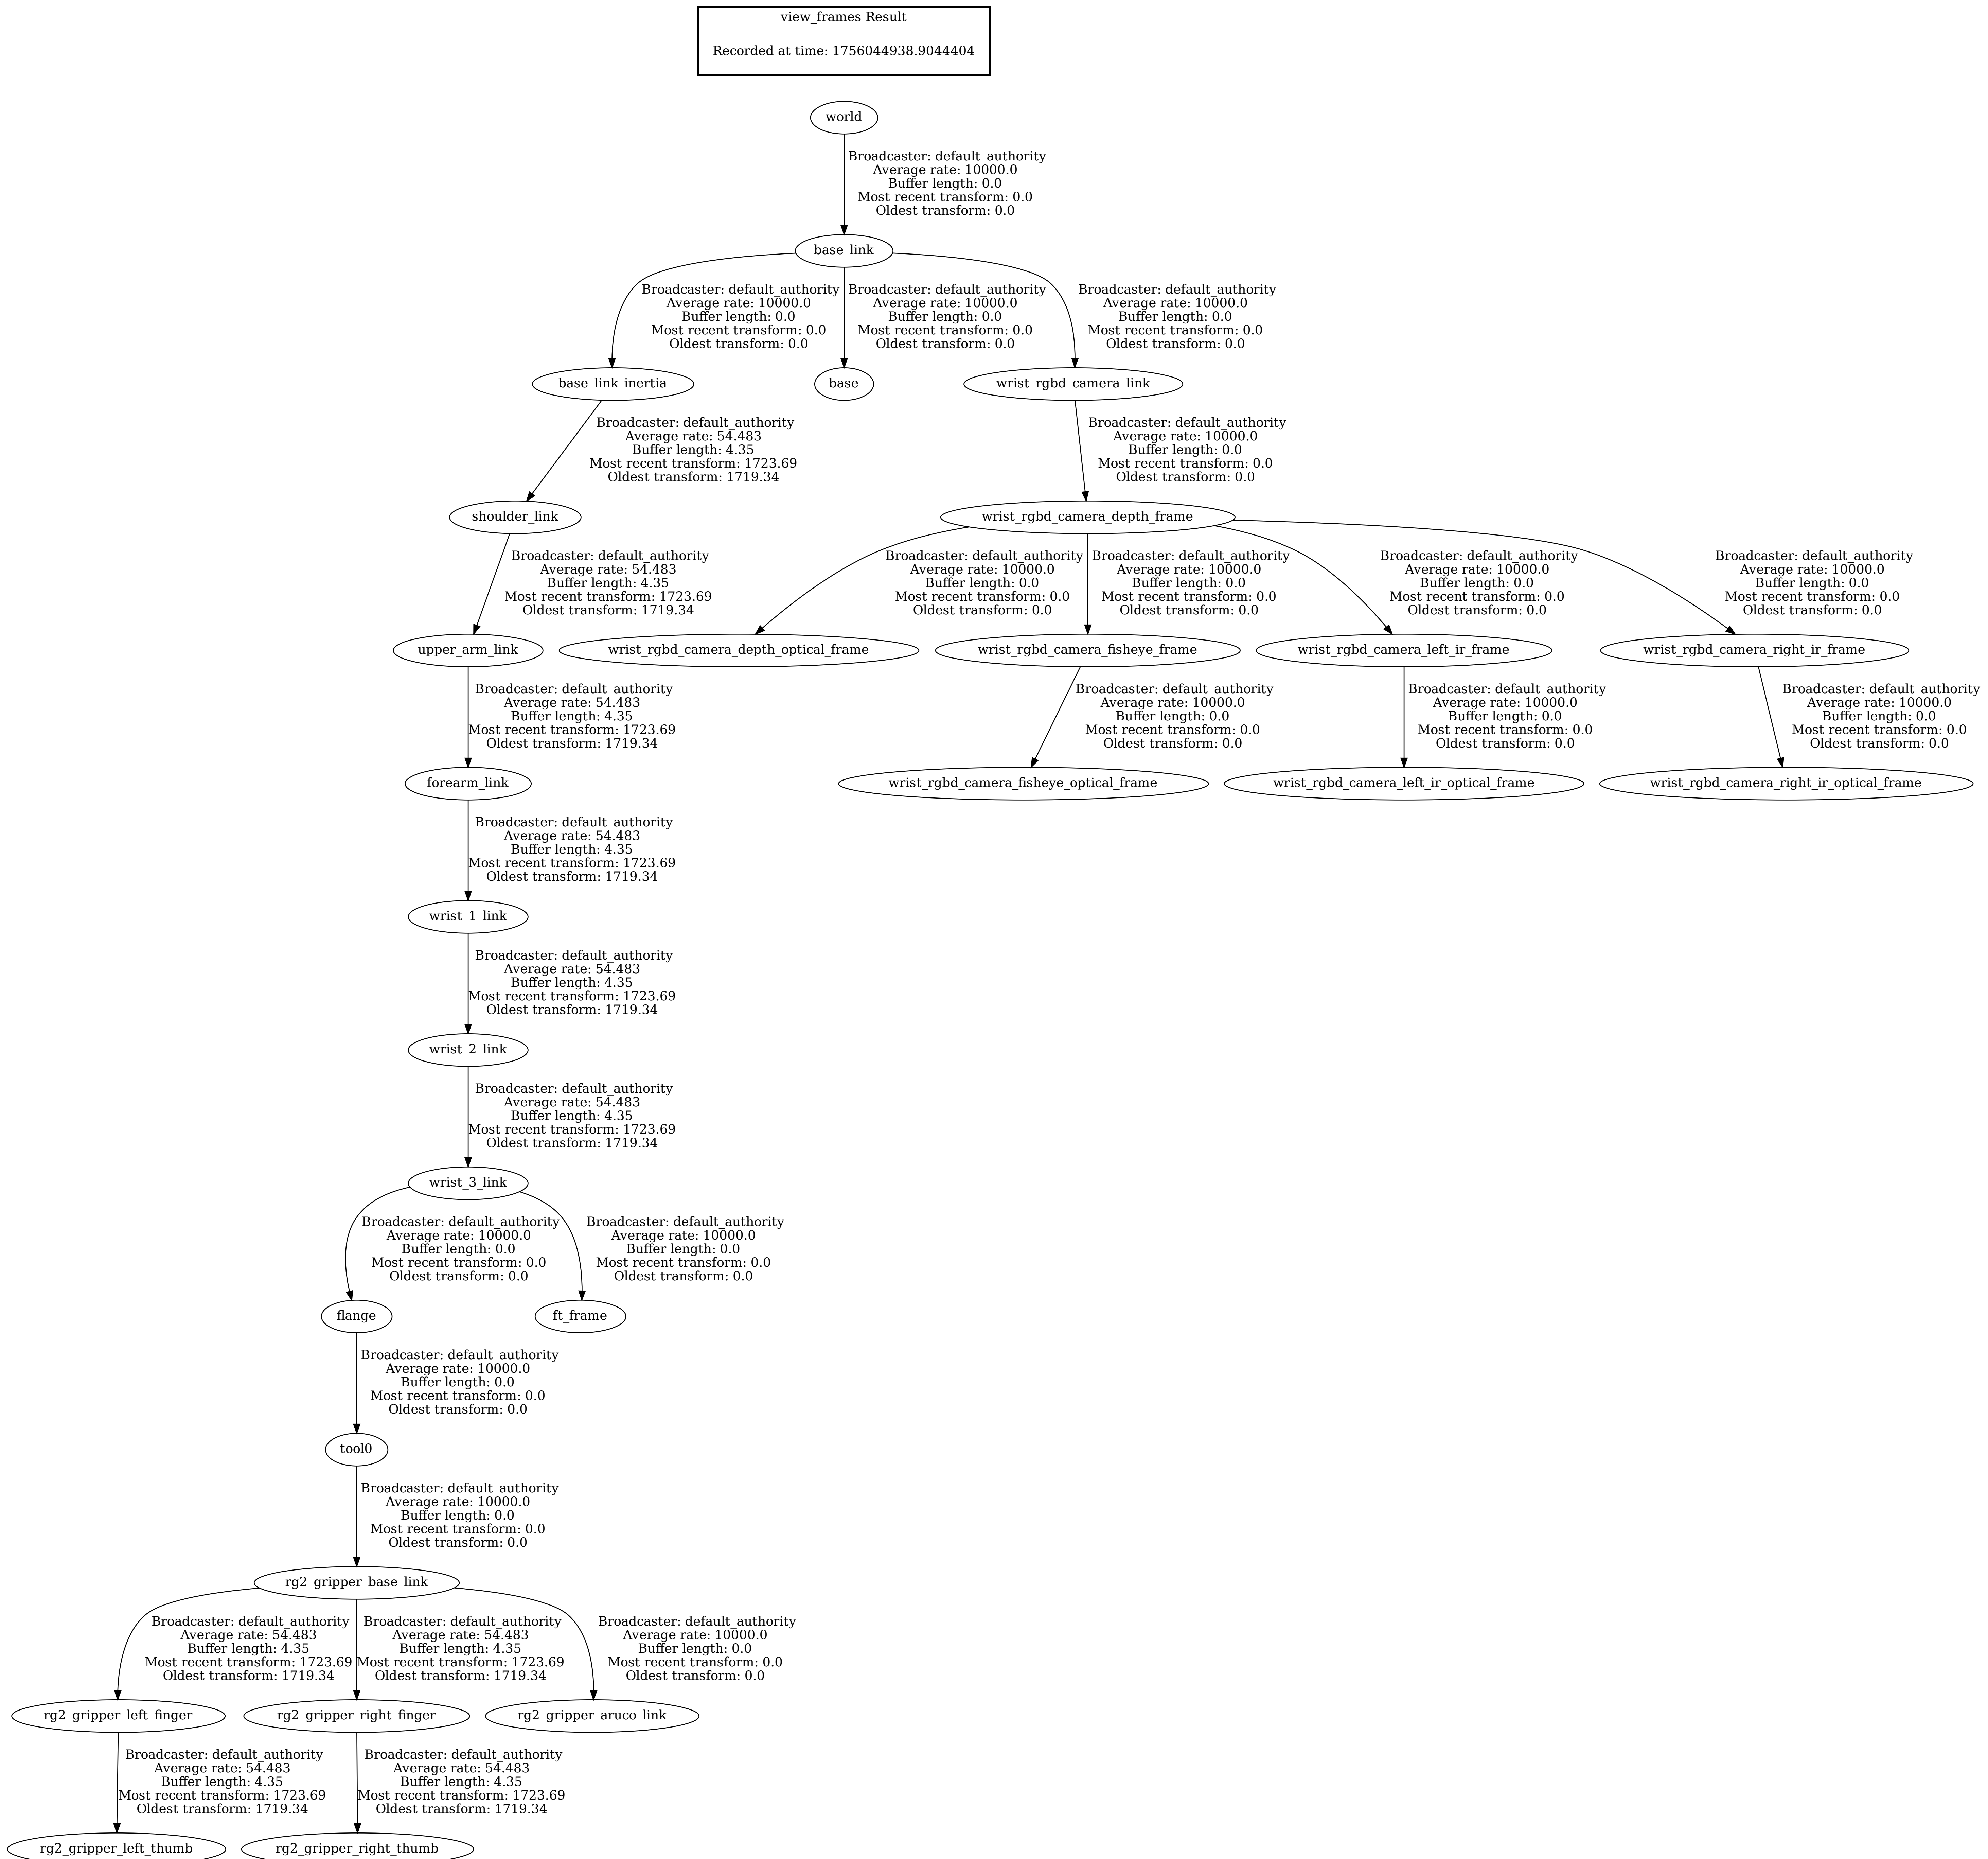 view_frames Result
Recorded at time: 1756044938.9044404
world
Broadcaster: default_authority
Average rate: 10000.0
Buffer length: 0.0
Most recent transform: 0.0
Oldest transform: 0.0
base_link
Broadcaster: default_authority
Average rate: 10000.0
Buffer length: 0.0
Most recent transform: 0.0
Oldest transform: 0.0
Broadcaster: default_authority
Average rate: 10000.0
Buffer length: 0.0
Most recent transform: 0.0
Oldest transform: 0.0
Broadcaster: default_authority
Average rate: 10000.0
Buffer length: 0.0
Most recent transform: 0.0
Oldest transform: 0.0
base_link_inertia
base
wrist_rgbd_camera_link
Broadcaster: default_authority
Average rate: 54.483
Buffer length: 4.35
Most recent transform: 1723.69
Oldest transform: 1719.34
Broadcaster: default_authority
Average rate: 10000.0
Buffer length: 0.0
Most recent transform: 0.0
Oldest transform: 0.0
shoulder_link
wrist_rgbd_camera_depth_frame
Broadcaster: default_authority
Average rate: 54.483
Buffer length: 4.35
Most recent transform: 1723.69
Oldest transform: 1719.34
Broadcaster: default_authority
Average rate: 10000.0
Buffer length: 0.0
Most recent transform: 0.0
Oldest transform: 0.0
Broadcaster: default_authority
Average rate: 10000.0
Buffer length: 0.0
Most recent transform: 0.0
Oldest transform: 0.0
Broadcaster: default_authority
Average rate: 10000.0
Buffer length: 0.0
Most recent transform: 0.0
Oldest transform: 0.0
Broadcaster: default_authority
Average rate: 10000.0
Buffer length: 0.0
Most recent transform: 0.0
Oldest transform: 0.0
upper_arm_link
wrist_rgbd_camera_depth_optical_frame
wrist_rgbd_camera_fisheye_frame
wrist_rgbd_camera_left_ir_frame
wrist_rgbd_camera_right_ir_frame
Broadcaster: default_authority
Average rate: 54.483
Buffer length: 4.35
Most recent transform: 1723.69
Oldest transform: 1719.34
Broadcaster: default_authority
Average rate: 10000.0
Buffer length: 0.0
Most recent transform: 0.0
Oldest transform: 0.0
Broadcaster: default_authority
Average rate: 10000.0
Buffer length: 0.0
Most recent transform: 0.0
Oldest transform: 0.0
Broadcaster: default_authority
Average rate: 10000.0
Buffer length: 0.0
Most recent transform: 0.0
Oldest transform: 0.0
forearm_link
wrist_rgbd_camera_fisheye_optical_frame
wrist_rgbd_camera_left_ir_optical_frame
wrist_rgbd_camera_right_ir_optical_frame
Broadcaster: default_authority
Average rate: 54.483
Buffer length: 4.35
Most recent transform: 1723.69
Oldest transform: 1719.34
wrist_1_link
Broadcaster: default_authority
Average rate: 54.483
Buffer length: 4.35
Most recent transform: 1723.69
Oldest transform: 1719.34
wrist_2_link
Broadcaster: default_authority
Average rate: 54.483
Buffer length: 4.35
Most recent transform: 1723.69
Oldest transform: 1719.34
wrist_3_link
Broadcaster: default_authority
Average rate: 10000.0
Buffer length: 0.0
Most recent transform: 0.0
Oldest transform: 0.0
Broadcaster: default_authority
Average rate: 10000.0
Buffer length: 0.0
Most recent transform: 0.0
Oldest transform: 0.0
flange
ft_frame
Broadcaster: default_authority
Average rate: 10000.0
Buffer length: 0.0
Most recent transform: 0.0
Oldest transform: 0.0
tool0
Broadcaster: default_authority
Average rate: 10000.0
Buffer length: 0.0
Most recent transform: 0.0
Oldest transform: 0.0
rg2_gripper_base_link
Broadcaster: default_authority
Average rate: 54.483
Buffer length: 4.35
Most recent transform: 1723.69
Oldest transform: 1719.34
Broadcaster: default_authority
Average rate: 54.483
Buffer length: 4.35
Most recent transform: 1723.69
Oldest transform: 1719.34
Broadcaster: default_authority
Average rate: 10000.0
Buffer length: 0.0
Most recent transform: 0.0
Oldest transform: 0.0
rg2_gripper_left_finger
rg2_gripper_right_finger
rg2_gripper_aruco_link
Broadcaster: default_authority
Average rate: 54.483
Buffer length: 4.35
Most recent transform: 1723.69
Oldest transform: 1719.34
Broadcaster: default_authority
Average rate: 54.483
Buffer length: 4.35
Most recent transform: 1723.69
Oldest transform: 1719.34
rg2_gripper_left_thumb
rg2_gripper_right_thumb